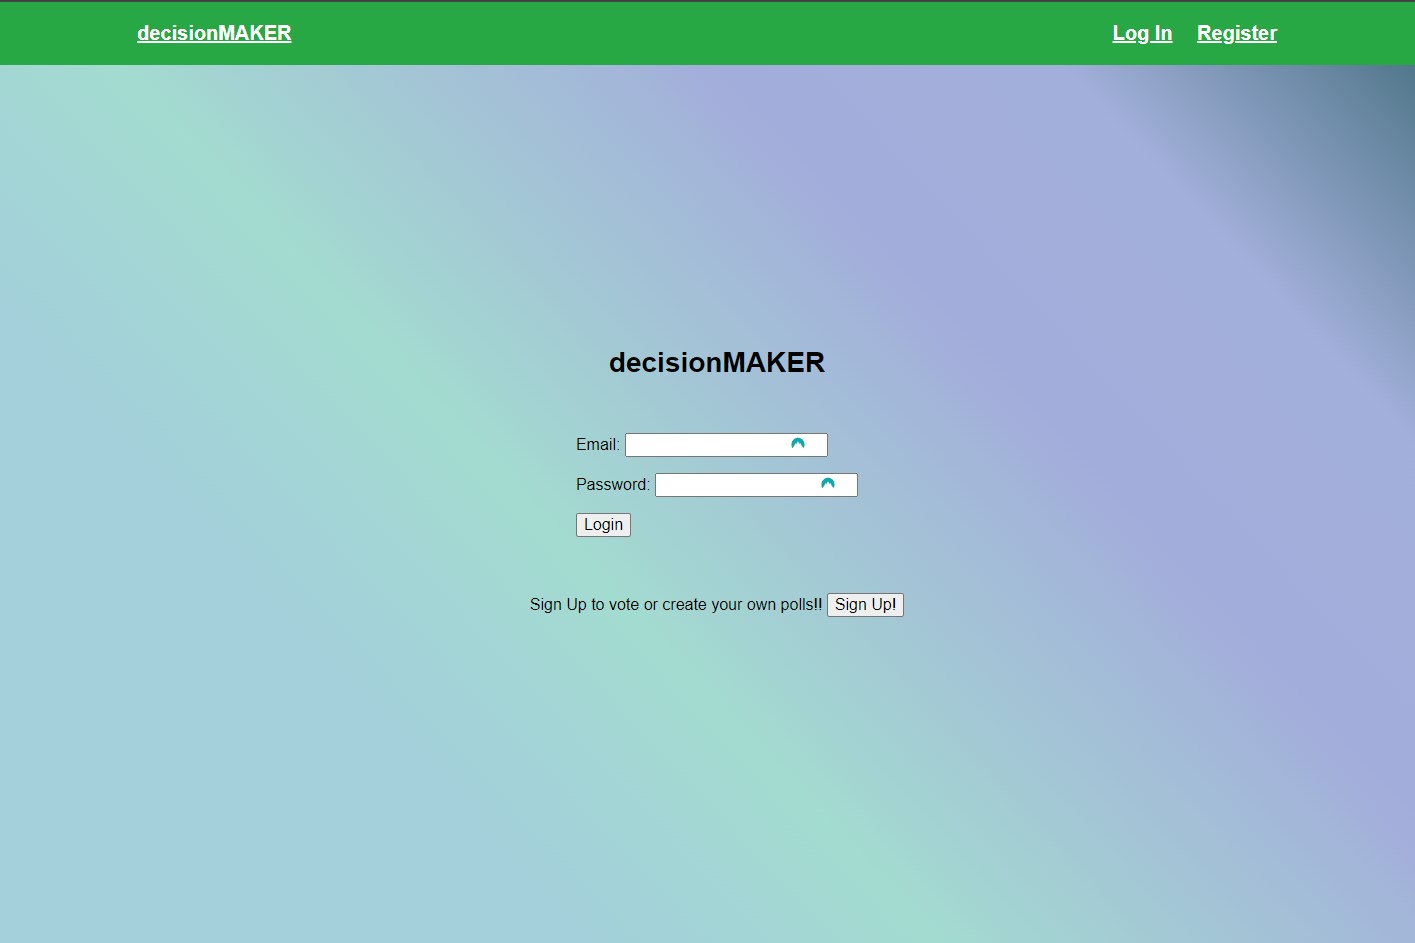 decisionMAKER Log In Register
decisionMAKER
Email:
Password:
Login
Sign Up to vote or create your own polls!! Sign Up!